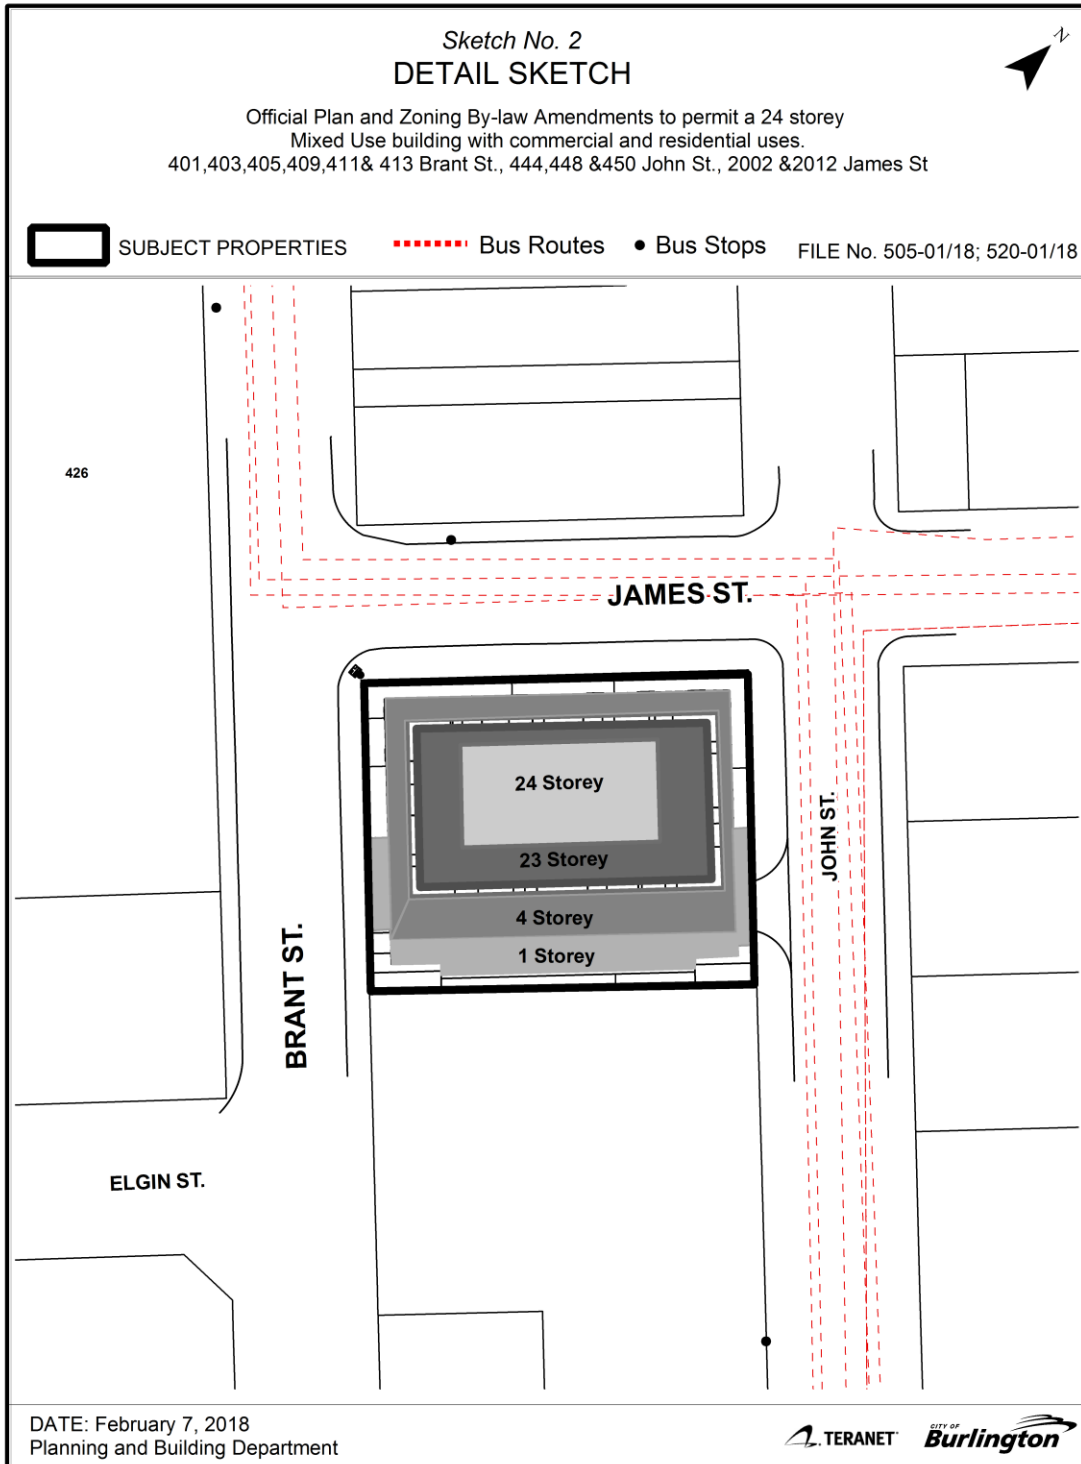 Sketch No. 2
DETAIL SKETCH
N
Official Plan and Zoning By-law Amendments to permit a 24 storey
Mixed Use building with commercial and residential uses.
401,403,405,409,411& 413 Brant St., 444,448 &450 John St., 2002 &2012 James St
SUBJECT PROPERTIES
Bus Routes
Bus Stops
FILE No. 505-01/18; 520-01/18
426
JAMES ST.
24 Storey
23 Storey
4 Storey
1 Storey
JOHN ST.
BRANT ST.
ELGIN ST.
DATE: February 7, 2018
Planning and Building Department
TERANET
CITY OF
Burlington